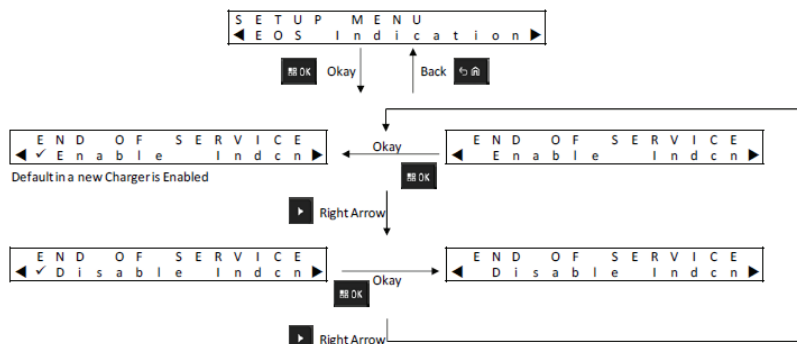 SETUP MENU
◀EOS Indication▶
OK Okay
Back
END OF SERVICE
◀✓Enable Indcn▶
Okay
OK
END OF SERVICE
◀ Enable Indcn▶
Default in a new Charger is Enabled
Right Arrow
END OF SERVICE
◀✓Disable Indcn▶
Okay
OK
END OF SERVICE
◀ Disable Indcn▶
Right Arrow